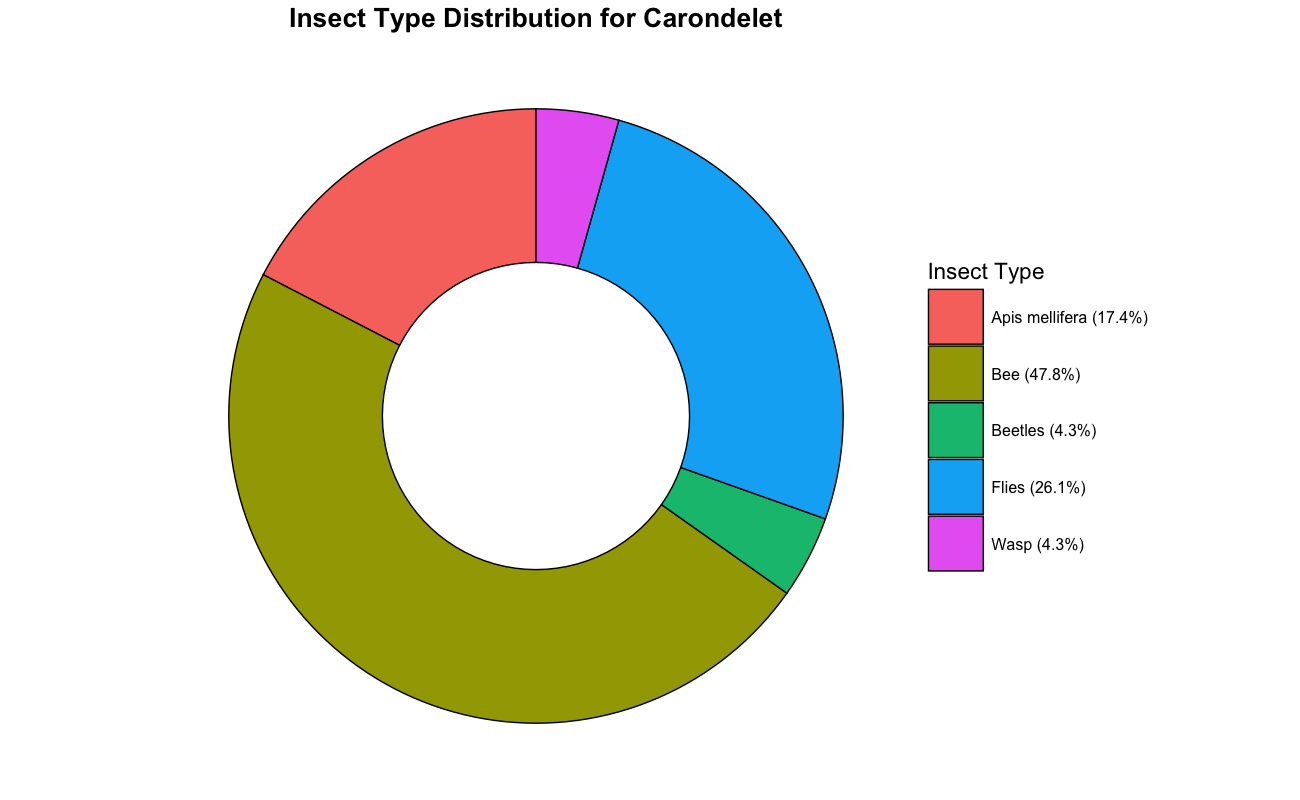 Insect Type Distribution for Carondelet
Insect Type
Apis mellifera (17.4%)
Bee (47.8%)
Beetles (4.3%)
Flies (26.1%)
Wasp (4.3%)